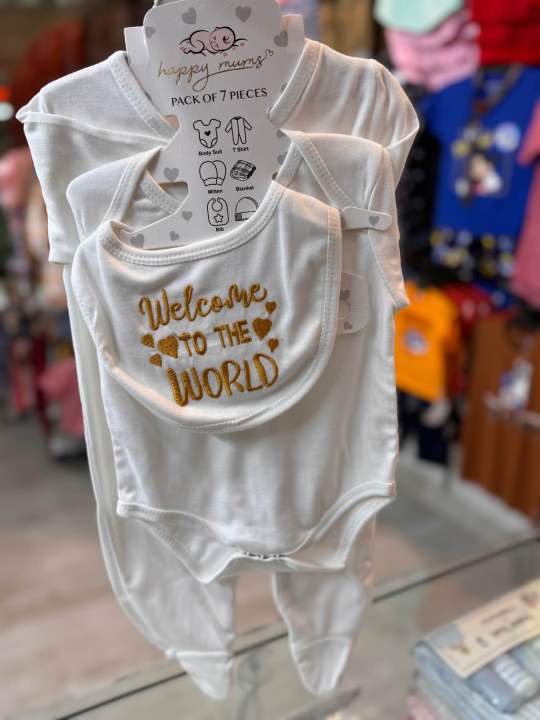 happy mums
PACK OF 7 PIECES
Body Suit T Shirt
Mitten Blanket
Bib
Welcome
TO THE
WORLD